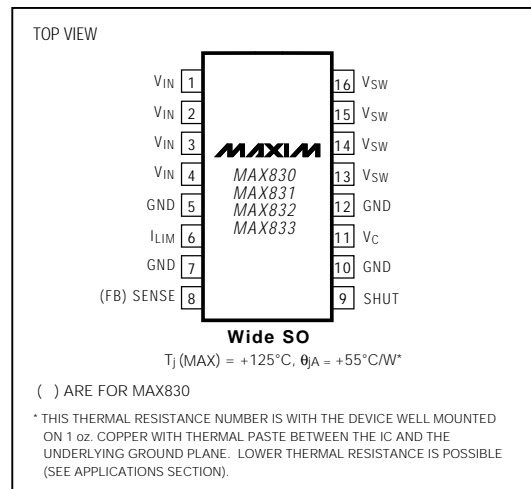 TOP VIEW
VIN 1
VIN 2
VIN 3
VIN 4
GND 5
ILIM 6
GND 7
(FB) SENSE 8
MAXIM
MAX830
MAX831
MAX832
MAX833
16 VSW
15 VSW
14 VSW
13 VSW
12 GND
11 VC
10 GND
9 SHUT
Wide SO
Tj (MAX) = +125°C, θjA = +55°C/W*
( ) ARE FOR MAX830
* THIS THERMAL RESISTANCE NUMBER IS WITH THE DEVICE WELL MOUNTED
ON 1 oz. COPPER WITH THERMAL PASTE BETWEEN THE IC AND THE
UNDERLYING GROUND PLANE. LOWER THERMAL RESISTANCE IS POSSIBLE
(SEE APPLICATIONS SECTION).